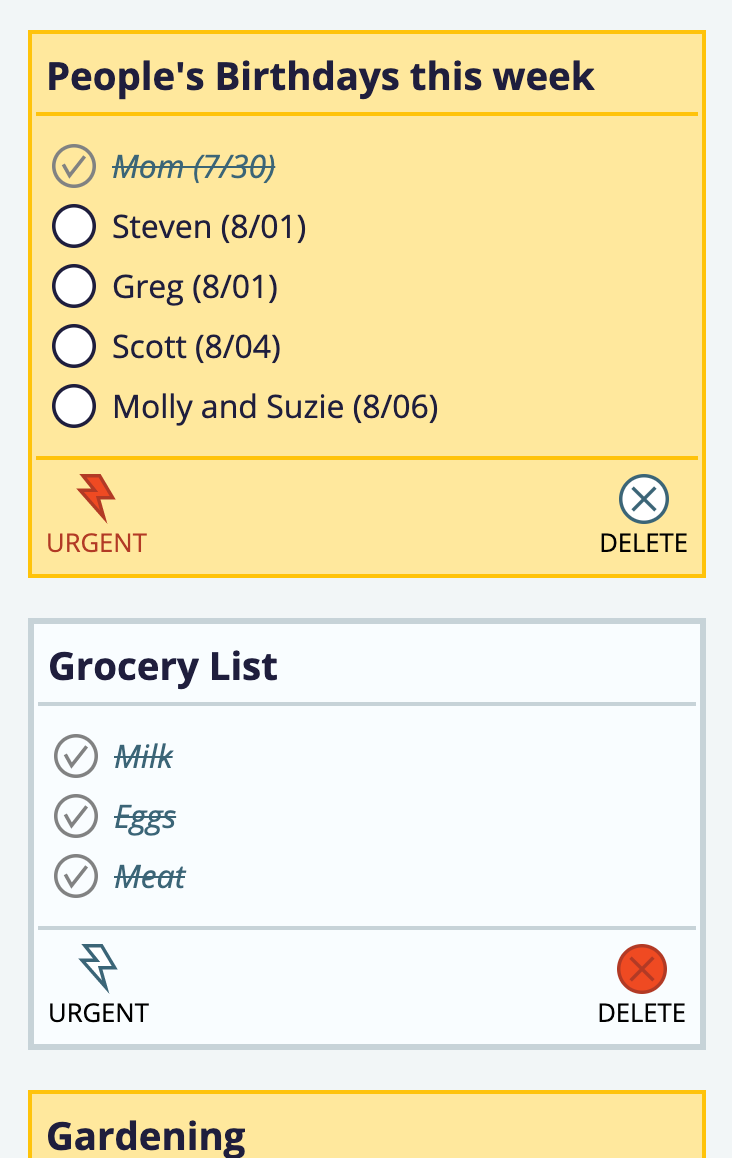 People's Birthdays this week
Mom (7/30)
Steven (8/01)
Greg (8/01)
Scott (8/04)
Molly and Suzie (8/06)
URGENT DELETE
Grocery List
Milk
Eggs
Meat
URGENT DELETE
Gardening